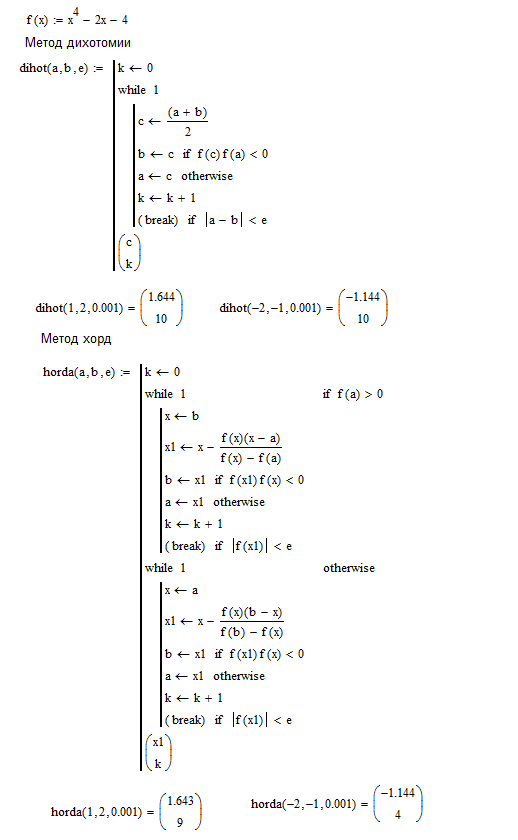 f(x) := x^4 − 2x − 4
Метод дихотомии
dihot(a,b,e) := k ← 0
while 1
c ← (a + b)/2
b ← c if f(c)f(a) < 0
a ← c otherwise
k ← k + 1
(break) if |a − b| < e
(c
k)
dihot(1,2,0.001) = (1.644
10) dihot(−2,−1,0.001) = (−1.144
10)
Метод хорд
horda(a,b,e) := k ← 0
while 1 if f(a) > 0
x ← b
x1 ← x − f(x)(x − a)/(f(x) − f(a))
b ← x1 if f(x1)f(x) < 0
a ← x1 otherwise
k ← k + 1
(break) if |f(x1)| < e
while 1 otherwise
x ← a
x1 ← x − f(x)(b − x)/(f(b) − f(x))
b ← x1 if f(x1)f(x) < 0
a ← x1 otherwise
k ← k + 1
(break) if |f(x1)| < e
(x1
k)
horda(1,2,0.001) = (1.643
9) horda(−2,−1,0.001) = (−1.144
4)